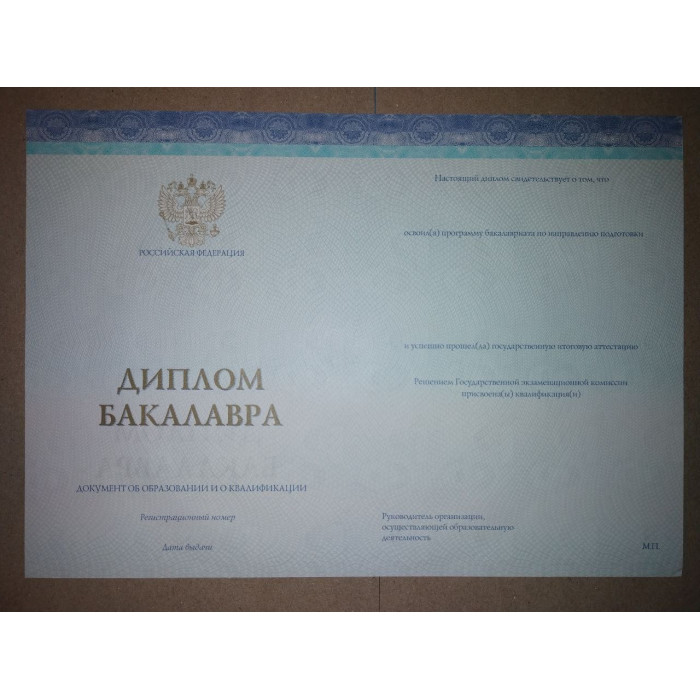 РОССИЙСКАЯ ФЕДЕРАЦИЯ
ДИПЛОМ
БАКАЛАВРА
ДОКУМЕНТ ОБ ОБРАЗОВАНИИ И О КВАЛИФИКАЦИИ
Регистрационный номер
Дата выдачи
Настоящий диплом свидетельствует о том, что
освоил(а) программу бакалавриата по направлению подготовки
и успешно прошел(ла) государственную итоговую аттестацию
Решением Государственной экзаменационной комиссии
присвоена(ы) квалификация(и)
Руководитель организации,
осуществляющей образовательную
деятельность
М.П.